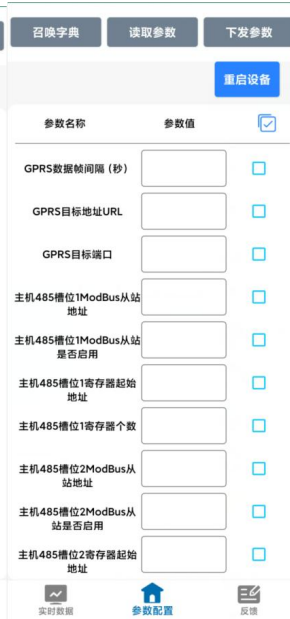 召唤字典 读取参数 下发参数
重启设备
参数名称 参数值
GPRS数据帧间隔 (秒)
GPRS目标地址URL
GPRS目标端口
主机485槽位1ModBus从站
地址
主机485槽位1ModBus从站
是否启用
主机485槽位1寄存器起始
地址
主机485槽位1寄存器个数
主机485槽位2ModBus从
站地址
主机485槽位2ModBus从
站是否启用
主机485槽位2寄存器起始
地址
实时数据 参数配置 反馈